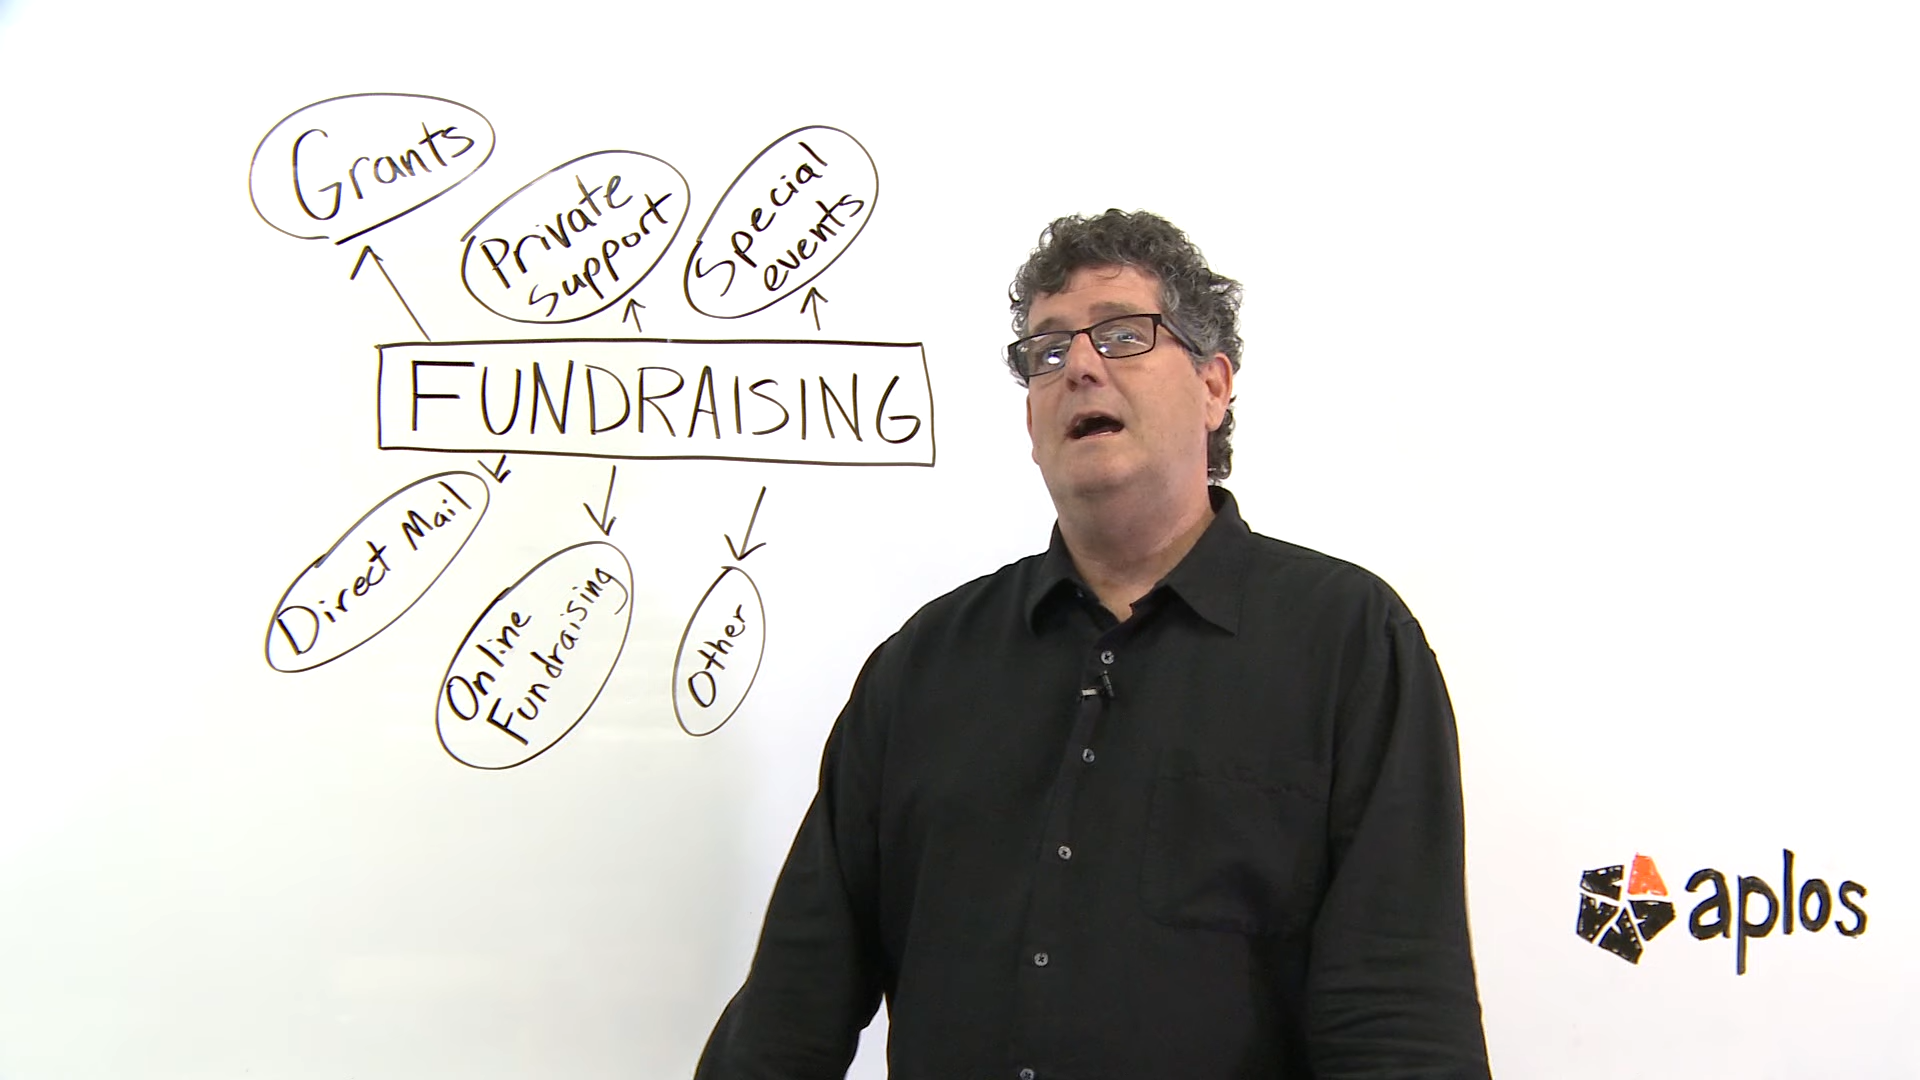 Grants
Private
support
Special
events
FUNDRAISING
Direct Mail
Online
Fundraising
Other
aplos